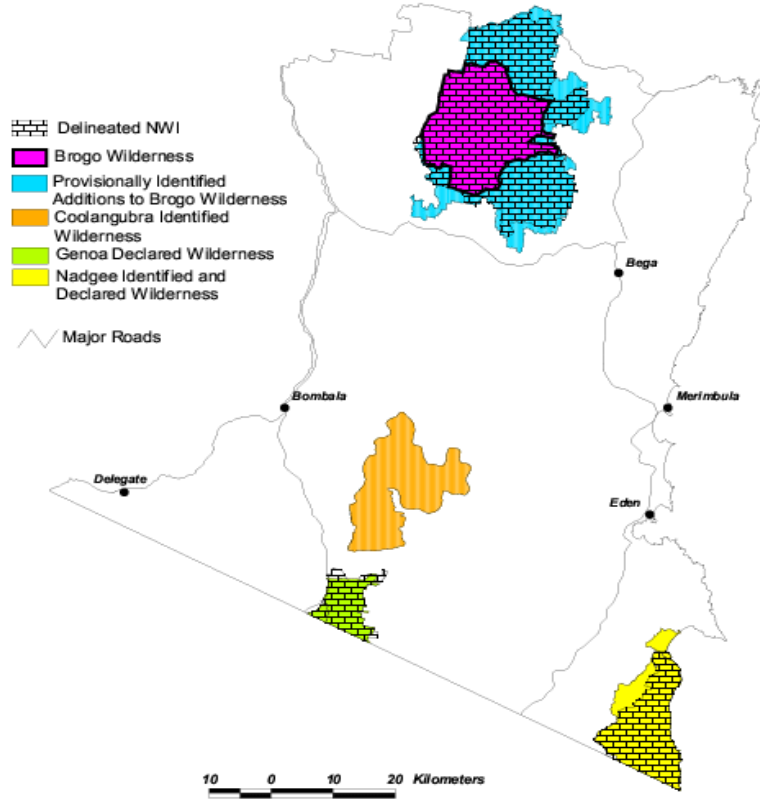 Delineated NWI
Brogo Wilderness
Provisionally Identified
Additions to Brogo Wilderness
Coolangubra Identified
Wilderness
Genoa Declared Wilderness
Nadgee Identified and
Declared Wilderness
Major Roads
Bega
Bombala
Merimbula
Delegate
Eden
10 0 10 20 Kilometers